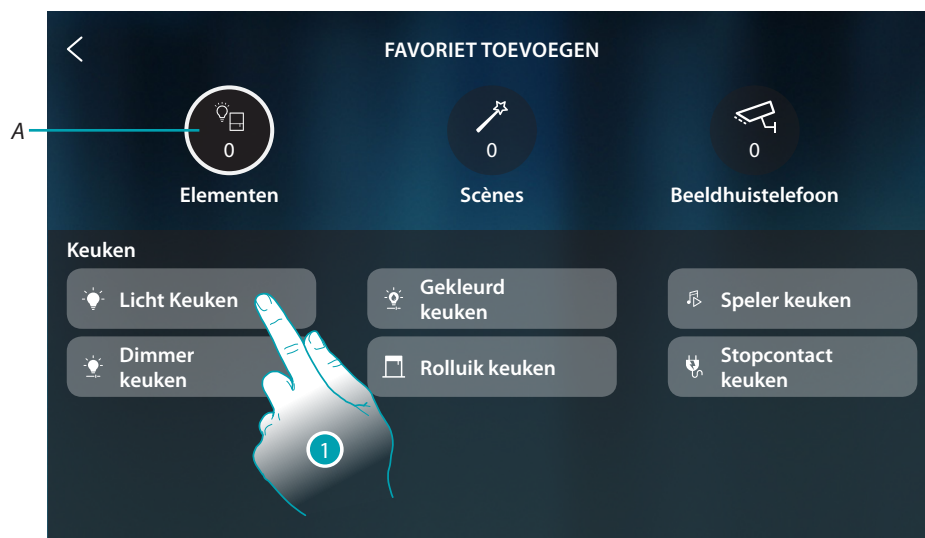 FAVORIET TOEVOEGEN
A
0
0
0
Elementen
Scènes
Beeldhuistelefoon
Keuken
Licht Keuken
Gekleurd
keuken
Speler keuken
Dimmer
keuken
Rolluik keuken
Stopcontact
keuken
1